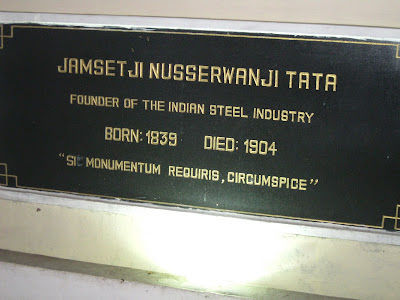 JAMSETJI NUSSERWANJI TATA
FOUNDER OF THE INDIAN STEEL INDUSTRY
BORN: 1839 DIED: 1904
"SI MONUMENTUM REQUIRIS, CIRCUMSPICE"